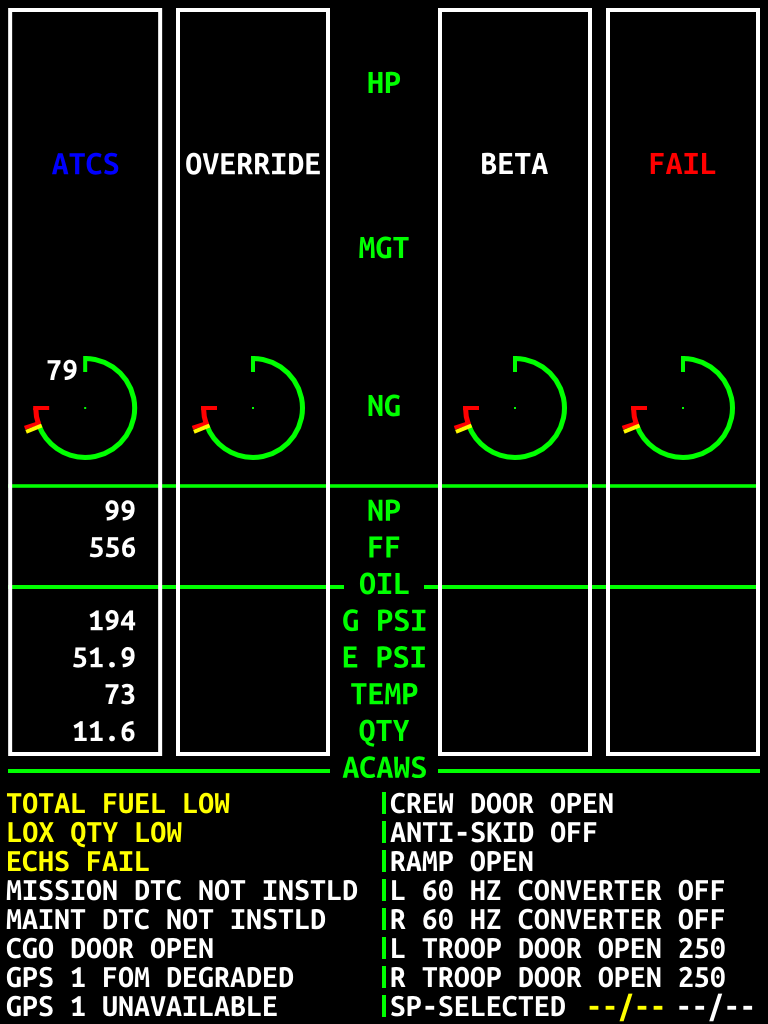 HP
ATCS OVERRIDE BETA FAIL
MGT
79
NG
99 NP
556 FF
OIL
194 G PSI
51.9 E PSI
73 TEMP
11.6 QTY
ACAWS
TOTAL FUEL LOW
LOX QTY LOW
ECHS FAIL
MISSION DTC NOT INSTLD
MAINT DTC NOT INSTLD
CGO DOOR OPEN
GPS 1 FOM DEGRADED
GPS 1 UNAVAILABLE
CREW DOOR OPEN
ANTI-SKID OFF
RAMP OPEN
L 60 HZ CONVERTER OFF
R 60 HZ CONVERTER OFF
L TROOP DOOR OPEN 250
R TROOP DOOR OPEN 250
SP-SELECTED --/-- --/--